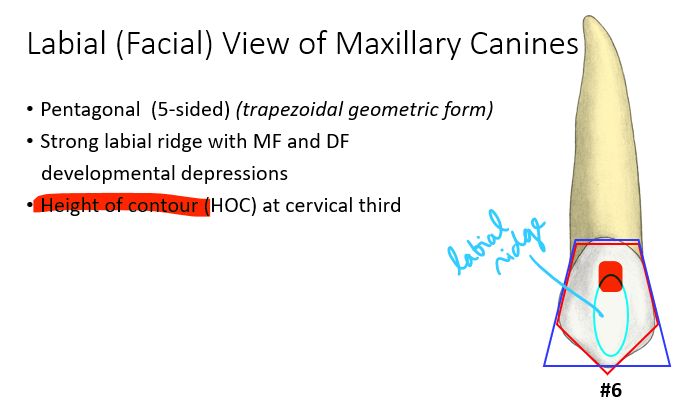 Labial (Facial) View of Maxillary Canines
• Pentagonal (5-sided) (trapezoidal geometric form)
• Strong labial ridge with MF and DF
developmental depressions
• Height of contour (HOC) at cervical third
labial
ridge
#6